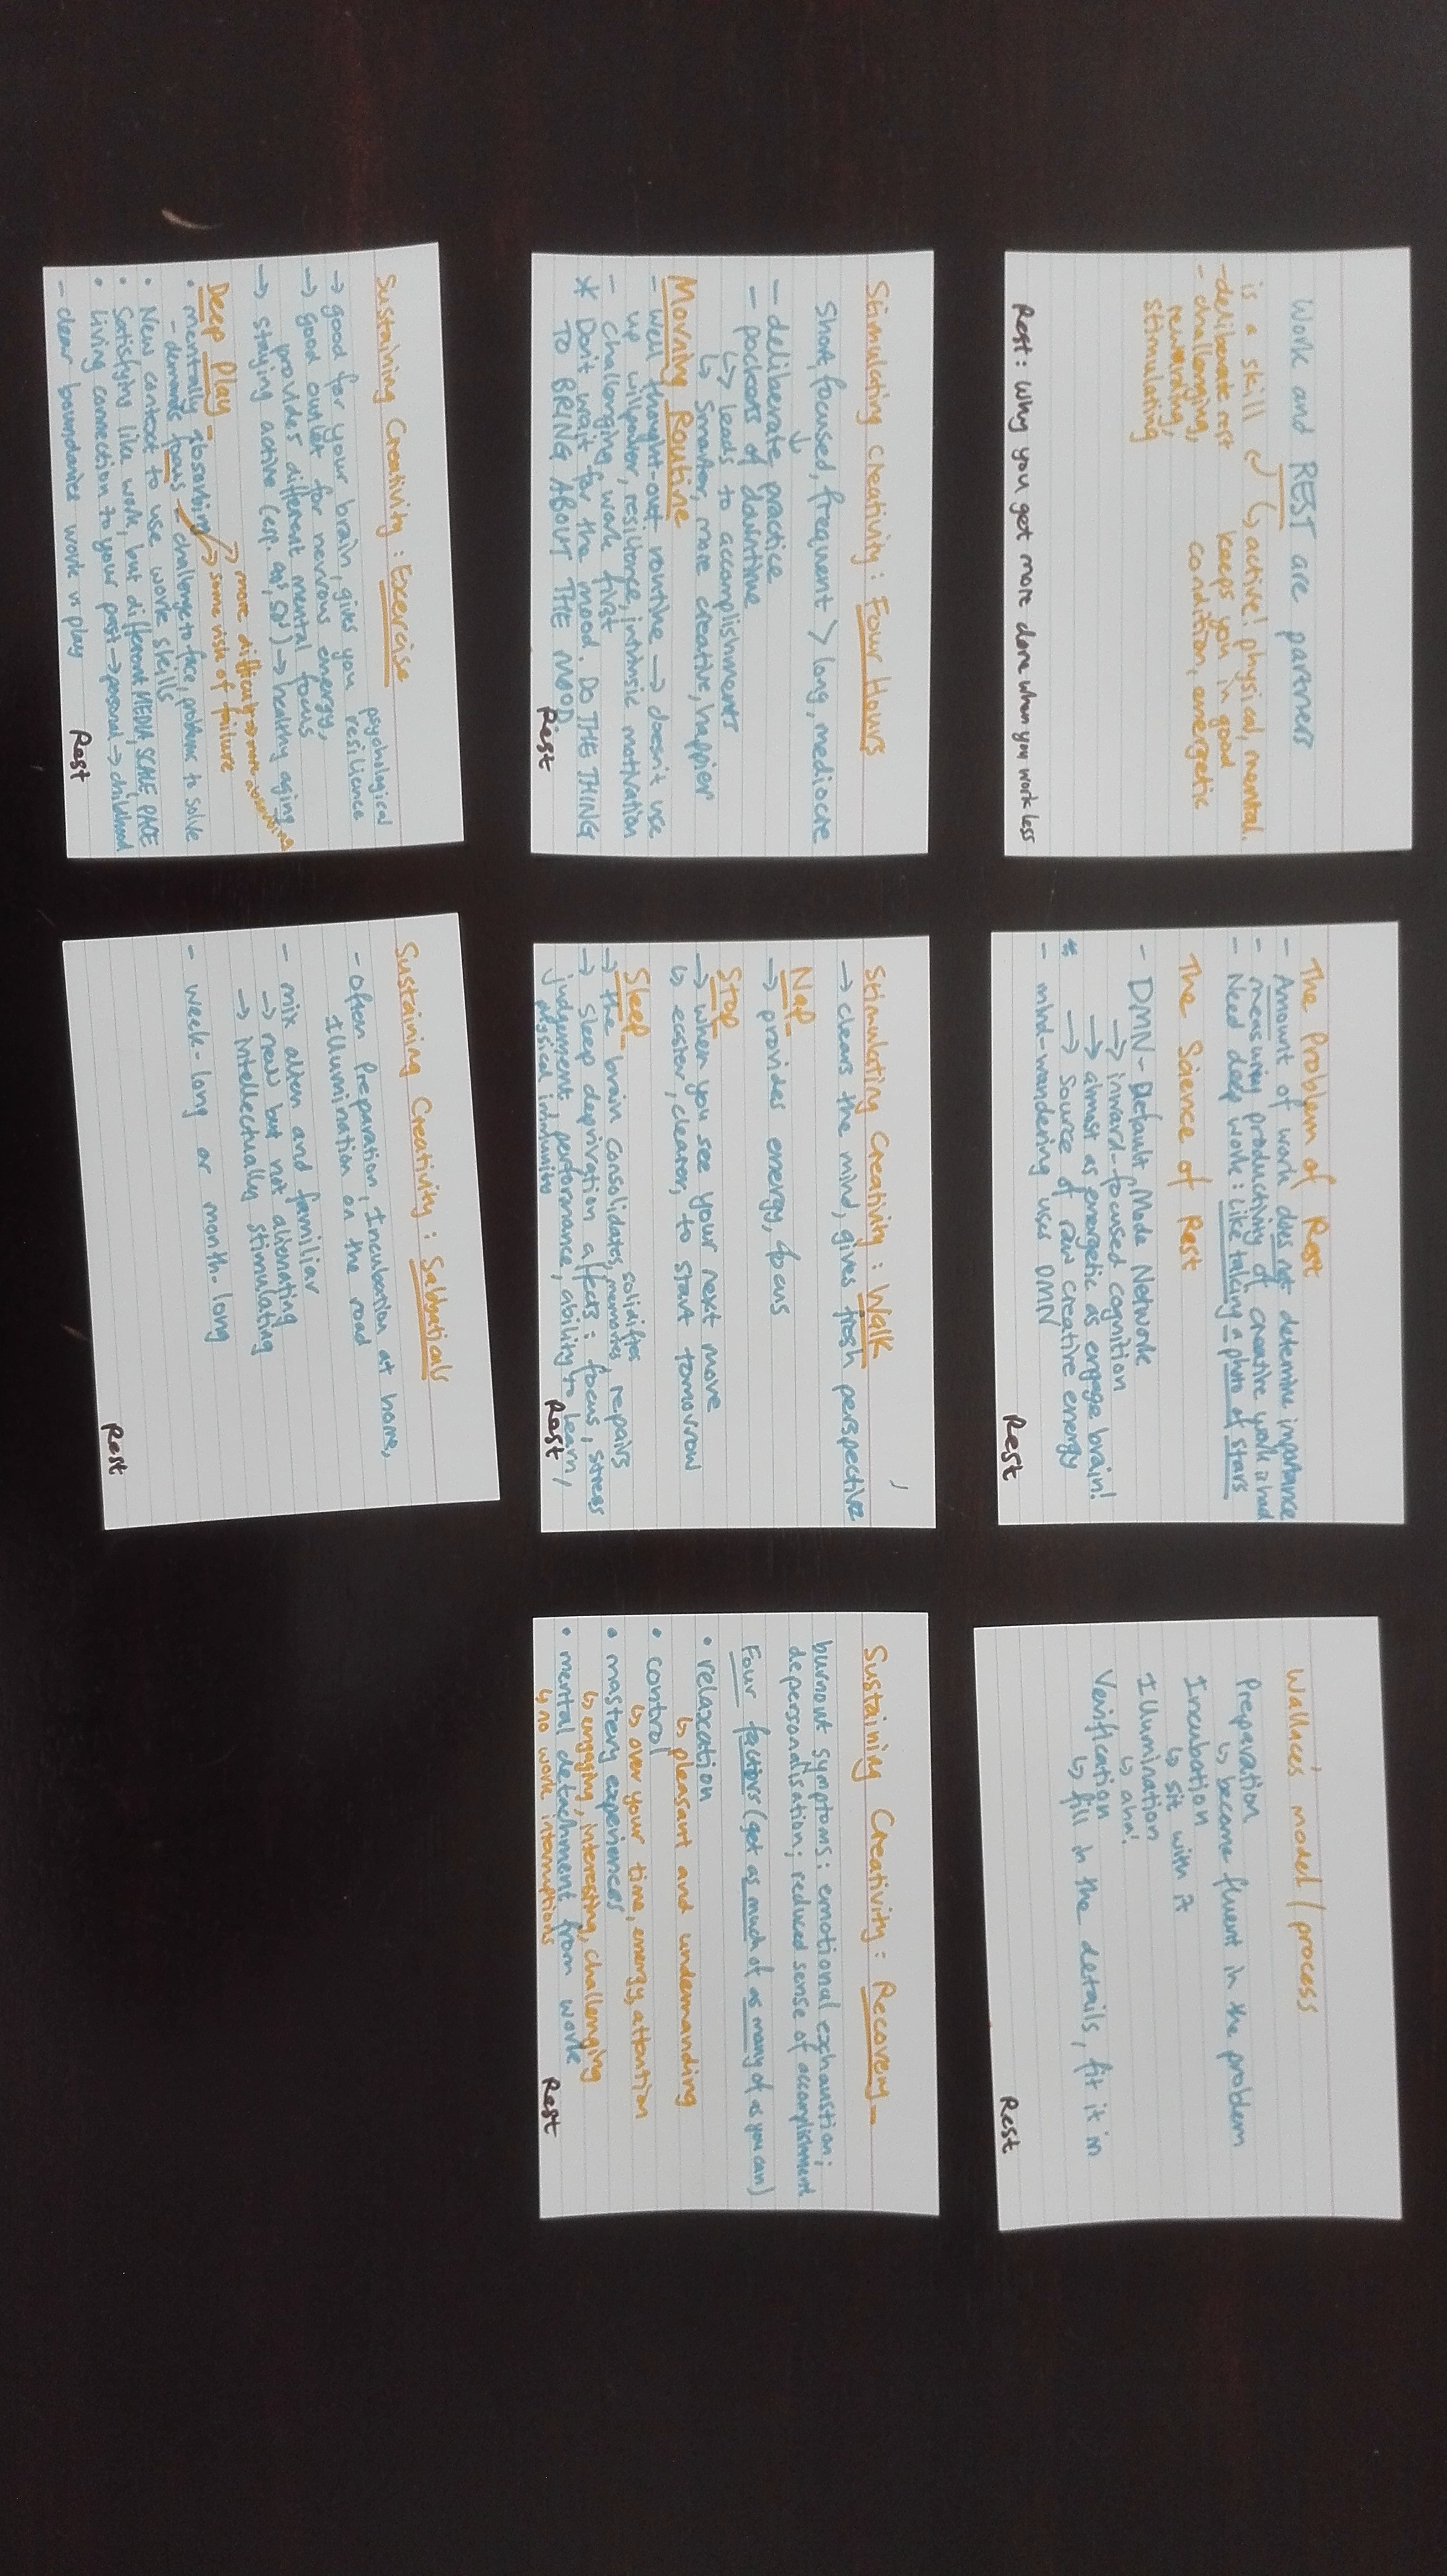 Work and REST are partners
is a skill
active! physical, mental.
- deliberate rest
keeps you in good
- challenging,
condition, energetic
rewarding,
stimulating
Rest: Why you get more done when you work less
The Problem of Rest
- Amount of work does not determine importance
- measuring productivity of creative work is hard
- Need deep work: Like taking a photo of stars
The Science of Rest
- DMN - Default Mode Network
→ inward-focused cognition
→ almost as energetic as engage brain!
* → source of raw creative energy
- mind-wandering uses DMN
Rest
Wallace's model / process
Preparation
↳ become fluent in the problem
Incubation
↳ sit with it
Illumination
↳ aha!
Verification
↳ fill in the details, fit it in
Rest
Stimulating Creativity: Four Hours
Short, focused, frequent > long, mediocre
- deliberate practice
- pockets of downtime
↳ leads to accomplishments
↳ Smarter, more creative, happier
Morning Routine
- well thought-out routine → doesn't use
up willpower, resistance, intrinsic motivation
- challenging work first
* Don't wait for the mood. DO THE THING
TO BRING ABOUT THE MOOD
Rest
Stimulating Creativity: Walk
→ clears the mind, gives fresh perspective
Nap
→ provides energy, focus
Stop
→ when you see your next move
↳ easier, clearer, to start tomorrow
Sleep
solidifies
→ the brain consolidates memories, repairs
→ Sleep deprivation affects: focus, stress
judgement, performance, ability to learn,
physical immunity
Rest
Sustaining Creativity: Recovery
burnout symptoms: emotional exhaustion;
depersonalisation; reduced sense of accomplishment
Four factors (get as much of as many of as you can)
• relaxation
↳ pleasant and undemanding
• control
↳ over your time, energy, attention
• mastery experiences
↳ engaging, interesting, challenging
• mental detachment from work
↳ no work interruptions
Rest
Sustaining Creativity: Exercise
psychological
→ good for your brain, gives you resilience
→ good outlet for nervous energy,
provides different mental focus
→ staying active (esp. 40s, 50s) → healthy aging
more difficult → more absorbing
Deep Play
some risk of failure
• mentally absorbing - challenges to face, problems to solve
- demands focus
• New context to use work skills
• Satisfying like work, but different MEDIA, SCALE, PACE
• Living connection to your past → personal → childhood
- clear boundaries work vs play
Rest
Sustaining Creativity: Sabbaticals
- Often Preparation, Incubation at home,
Illumination on the road
- mix alien and familiar
→ new but not alienating
→ intellectually stimulating
- week-long or month-long
Rest